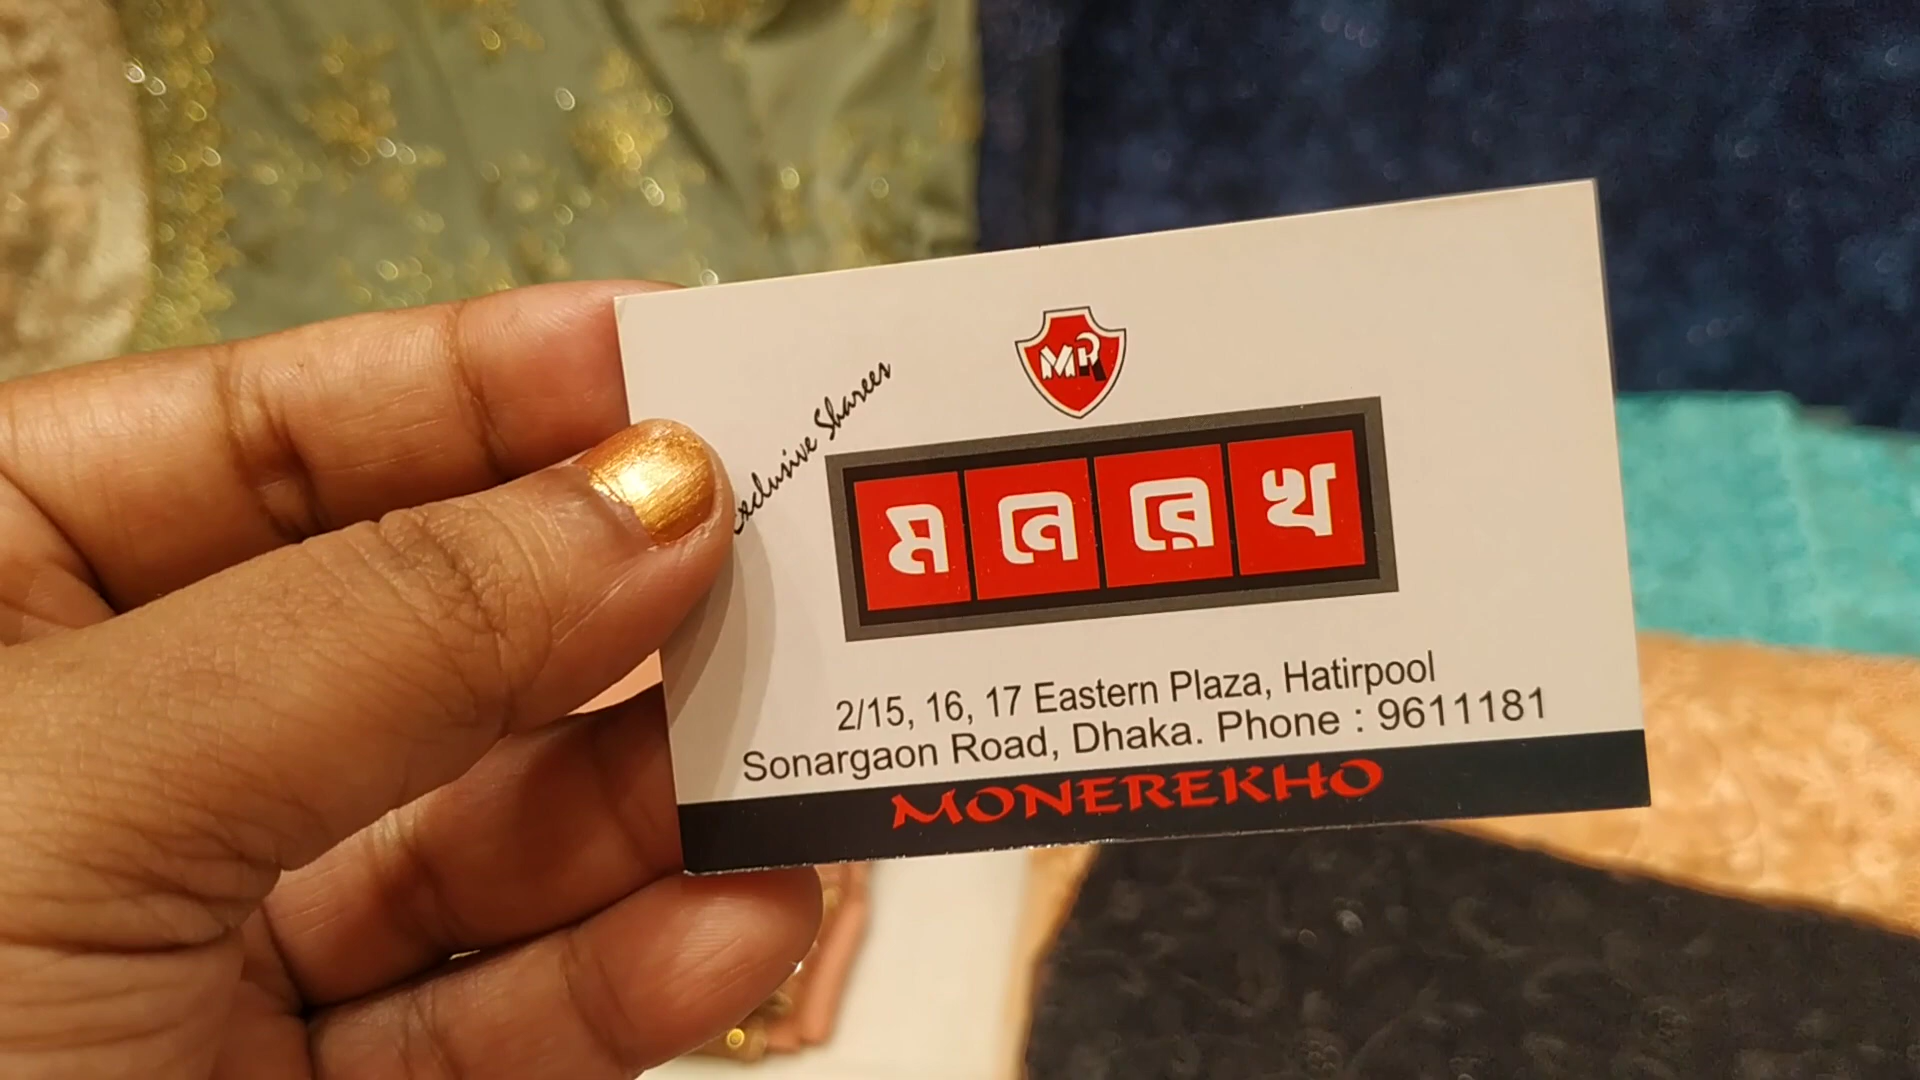 MR
Exclusive Sharees
মনেরেখ
2/15, 16, 17 Eastern Plaza, Hatirpool
Sonargaon Road, Dhaka. Phone : 9611181
MONEREKHO